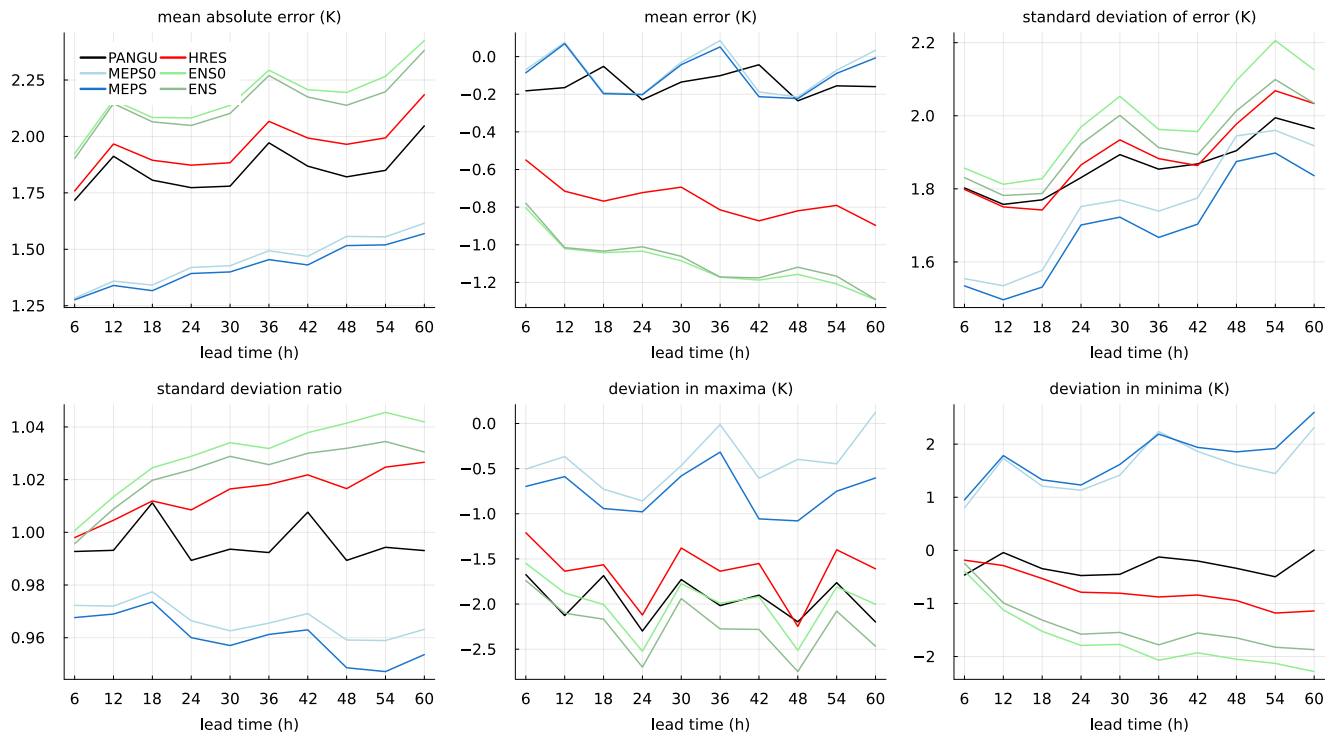 mean absolute error (K)
PANGU HRES
MEPS0 ENS0
MEPS ENS
2.25
2.00
1.75
1.50
1.25
6 12 18 24 30 36 42 48 54 60
lead time (h)
mean error (K)
0.0
−0.2
−0.4
−0.6
−0.8
−1.0
−1.2
6 12 18 24 30 36 42 48 54 60
lead time (h)
standard deviation of error (K)
2.2
2.0
1.8
1.6
6 12 18 24 30 36 42 48 54 60
lead time (h)
standard deviation ratio
1.04
1.02
1.00
0.98
0.96
6 12 18 24 30 36 42 48 54 60
lead time (h)
deviation in maxima (K)
0.0
−0.5
−1.0
−1.5
−2.0
−2.5
6 12 18 24 30 36 42 48 54 60
lead time (h)
deviation in minima (K)
2
1
0
−1
−2
6 12 18 24 30 36 42 48 54 60
lead time (h)